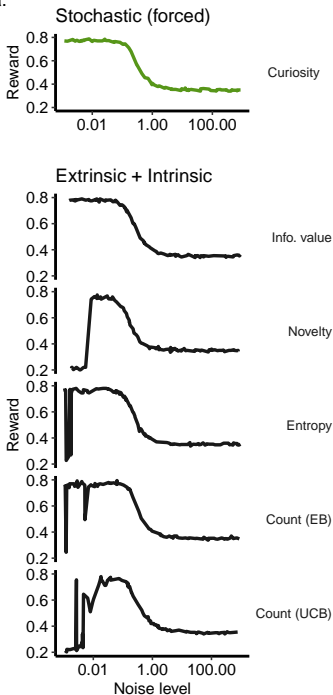 a.
Stochastic (forced)
0.8
0.6
0.4
0.2
Reward
Curiosity
0.01 1.00 100.00
Extrinsic + Intrinsic
0.8
0.6
0.4
0.2
Info. value
0.8
0.6
0.4
0.2
Novelty
0.8
0.6
0.4
0.2
Reward
Entropy
0.8
0.6
0.4
0.2
Count (EB)
0.8
0.6
0.4
0.2
Count (UCB)
0.01 1.00 100.00
Noise level